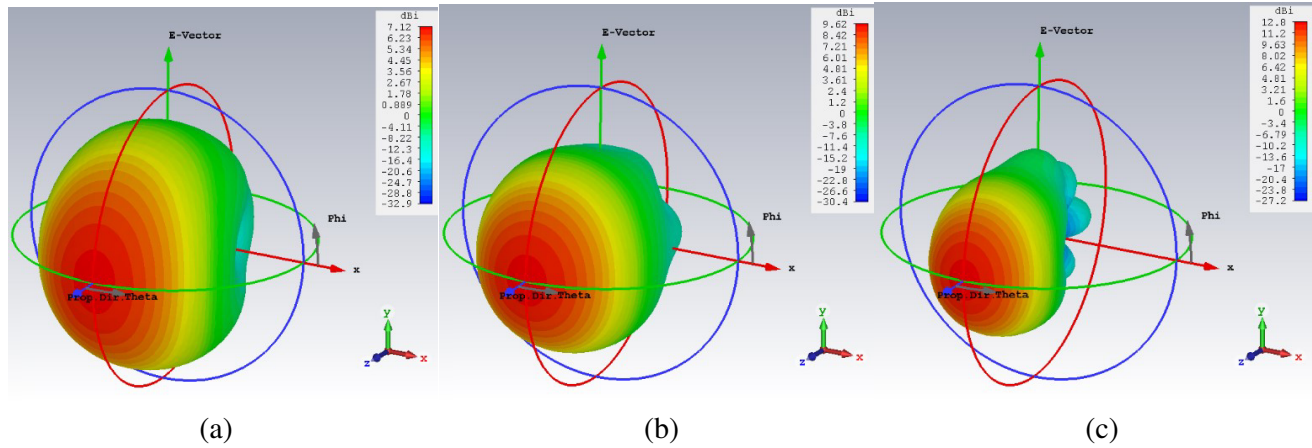 dBi
7.12
6.23
5.34
4.45
3.56
2.67
1.78
0.889
0
-4.11
-8.22
-12.3
-16.4
-20.6
-24.7
-28.8
-32.9
E-Vector
Phi
x
Prop Dir.Theta
y
x
z
(a)
dBi
9.62
8.42
7.21
6.01
4.81
3.61
2.4
1.2
0
-3.8
-7.6
-11.4
-15.2
-19
-22.8
-26.6
-30.4
E-Vector
Phi
x
Prop Dir.Theta
y
x
z
(b)
dBi
12.8
11.2
9.63
8.02
6.42
4.81
3.21
1.6
0
-3.4
-6.79
-10.2
-13.6
-17
-20.4
-23.8
-27.2
E-Vector
Phi
x
Prop Dir.Theta
y
x
z
(c)